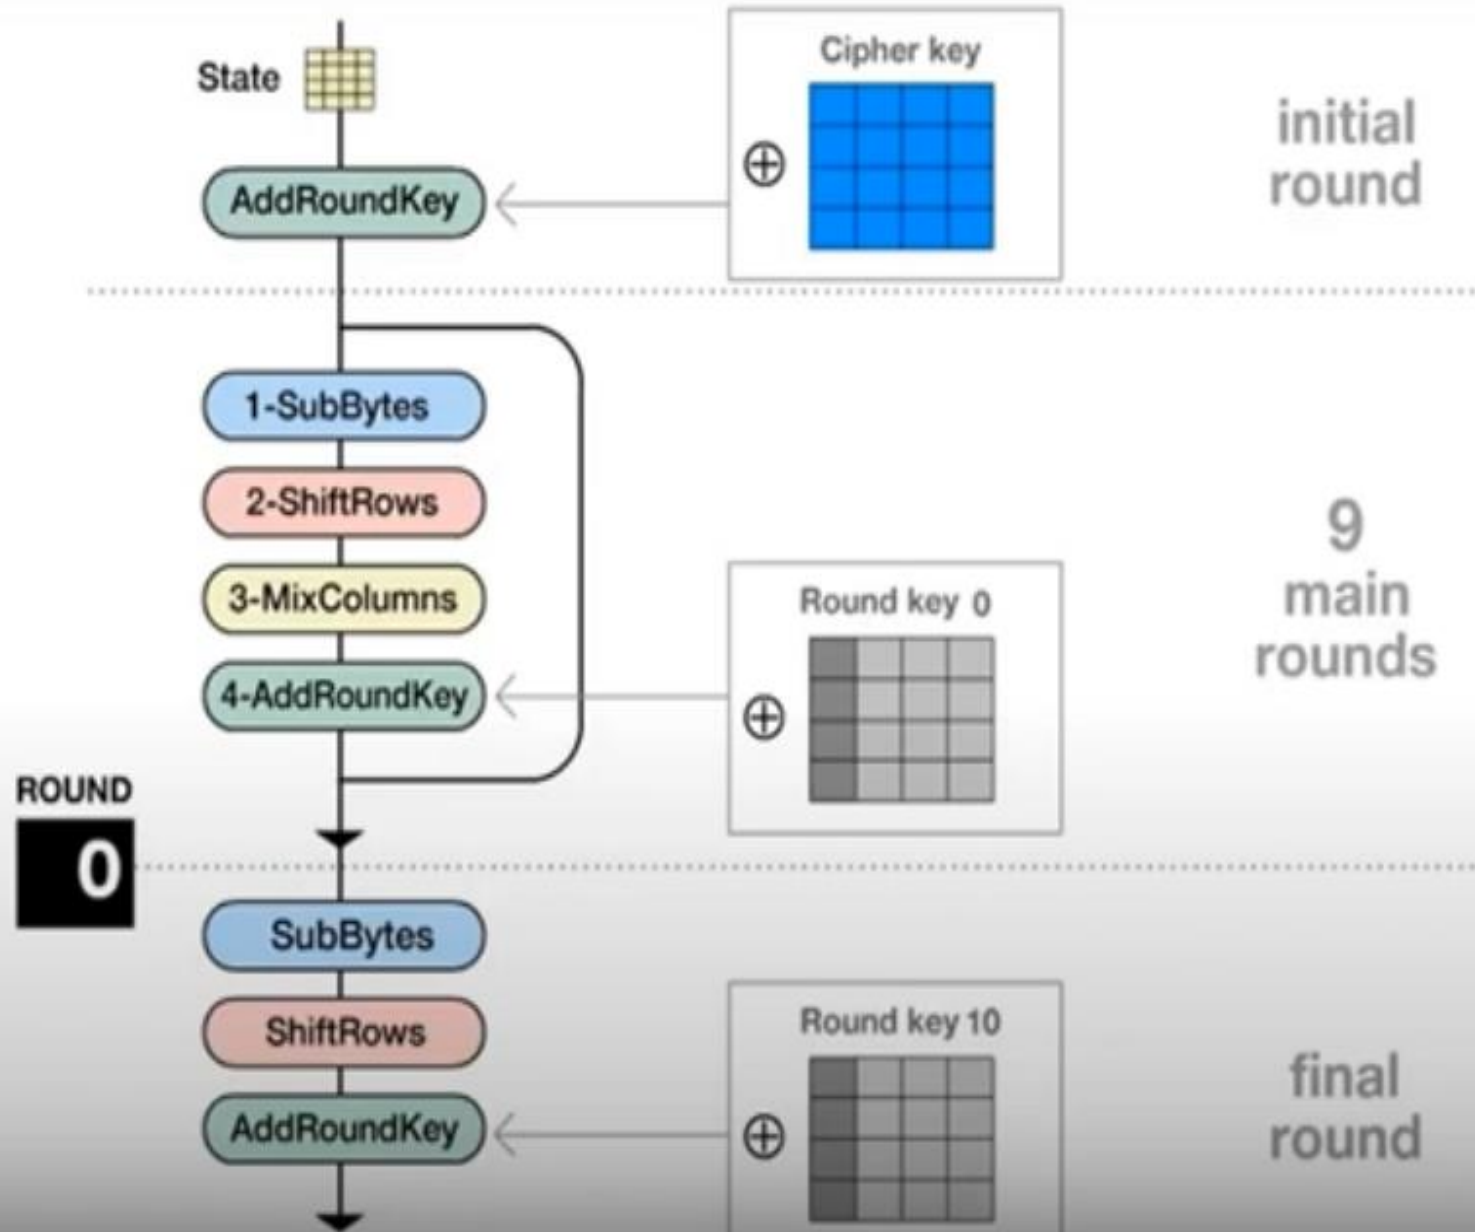 State
Cipher key
initial
round
AddRoundKey
1-SubBytes
2-ShiftRows
3-MixColumns
4-AddRoundKey
Round key 0
9
main
rounds
ROUND
0
SubBytes
ShiftRows
AddRoundKey
Round key 10
final
round